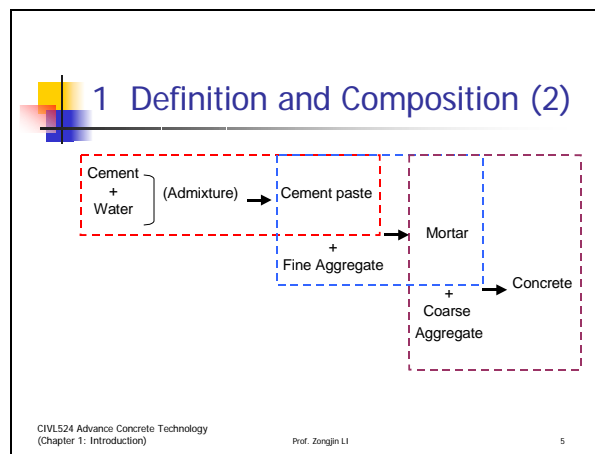 1 Definition and Composition (2)
Cement
+
Water
(Admixture)
Cement paste
+
Fine Aggregate
Mortar
+
Coarse
Aggregate
Concrete
CIVL524 Advance Concrete Technology
(Chapter 1: Introduction)
Prof. Zongjin LI
5